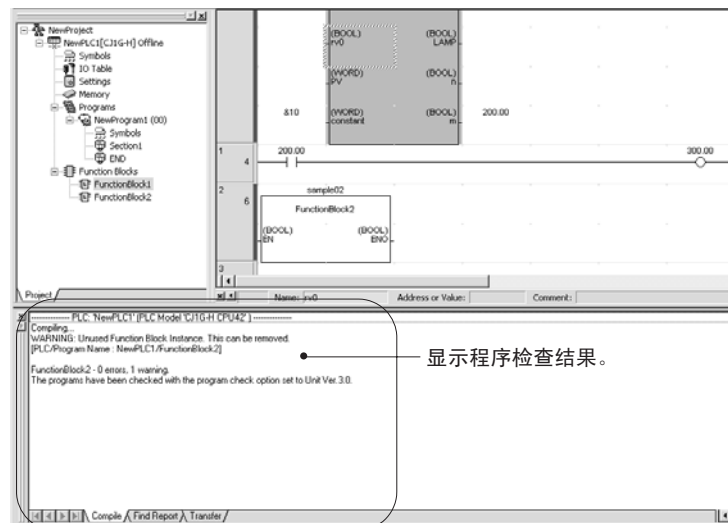 NewProject
NewPLC1[CJ1G-H] Offline
Symbols
IO Table
Settings
Memory
Programs
NewProgram1 (00)
Symbols
Section1
END
Function Blocks
FunctionBlock1
FunctionBlock2
Project
(BOOL) (BOOL)
rv0 LAMP
(WORD) (BOOL)
PV n
&10 (WORD) (BOOL) 200.00
constant m
1 200.00 300.00
4
2 sample02
6 FunctionBlock2
(BOOL) (BOOL)
EN ENO
3
Name: rv0 Address or Value: Comment:
---------------- PLC: 'NewPLC1' (PLC Model 'CJ1G-H CPU42') ----------------
Compiling...
WARNING: Unused Function Block Instance. This can be removed.
[PLC/Program Name : NewPLC1/FunctionBlock2]
FunctionBlock2 - 0 errors, 1 warning.
The programs have been checked with the program check option set to Unit Ver.3.0.
显示程序检查结果。
Compile Find Report Transfer